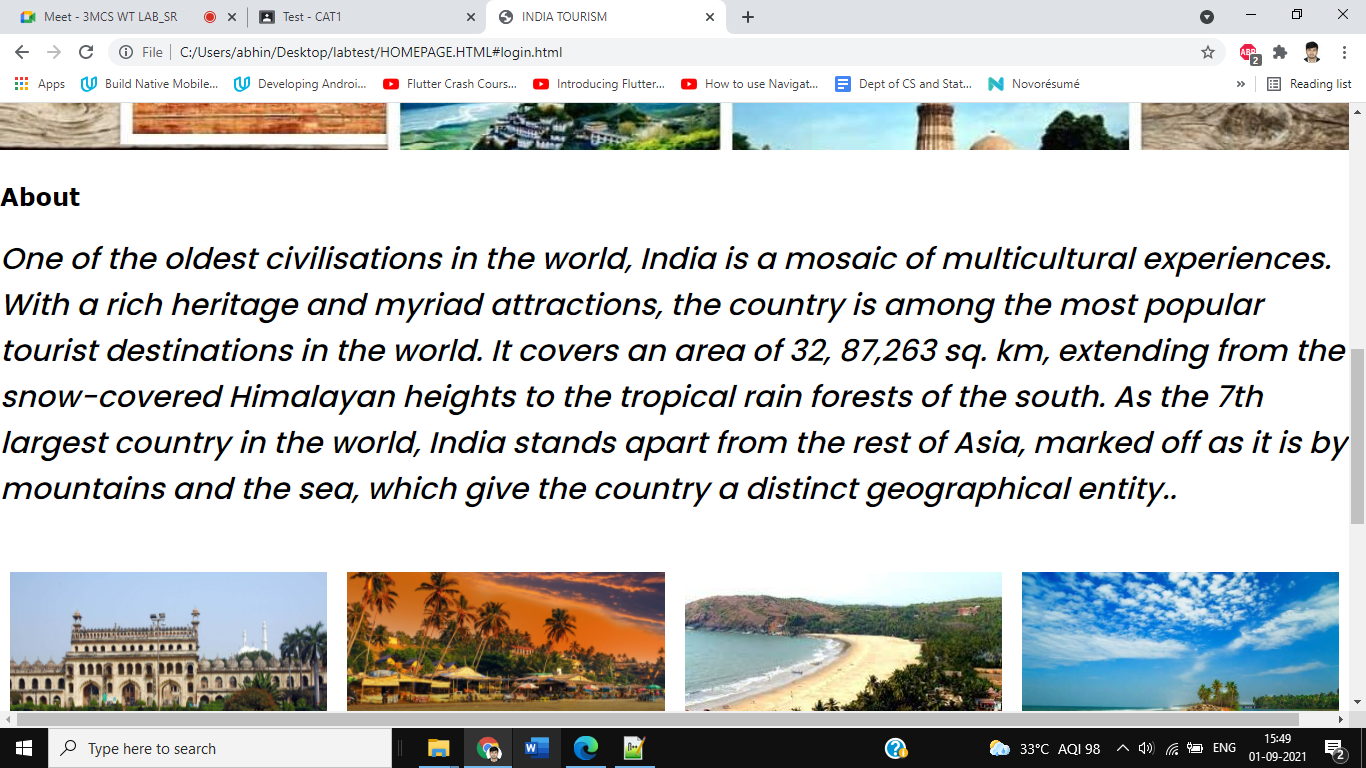 Meet - 3MCS WT LAB_SR
Test - CAT1
INDIA TOURISM
File
C:/Users/abhin/Desktop/labtest/HOMEPAGE.HTML#login.html
ABP
2
Apps
Build Native Mobile...
Developing Androi...
Flutter Crash Cours...
Introducing Flutter...
How to use Navigat...
Dept of CS and Stat...
Novorésumé
»
Reading list
About
One of the oldest civilisations in the world, India is a mosaic of multicultural experiences.
With a rich heritage and myriad attractions, the country is among the most popular
tourist destinations in the world. It covers an area of 32, 87,263 sq. km, extending from the
snow-covered Himalayan heights to the tropical rain forests of the south. As the 7th
largest country in the world, India stands apart from the rest of Asia, marked off as it is by
mountains and the sea, which give the country a distinct geographical entity..
Type here to search
33°C AQI 98
ENG
15:49
01-09-2021
2